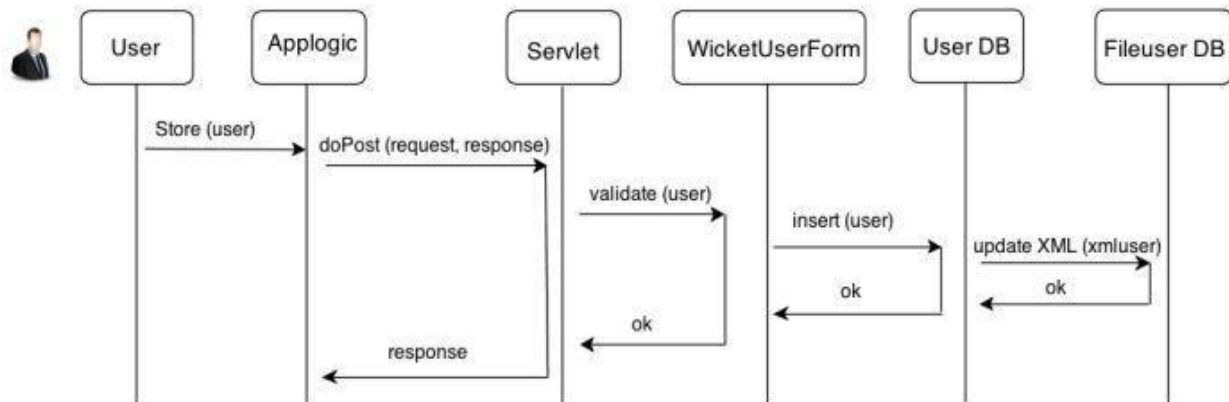 User
Applogic
Servlet
WicketUserForm
User DB
Fileuser DB
Store (user)
doPost (request, response)
validate (user)
insert (user)
update XML (xmluser)
ok
ok
ok
response